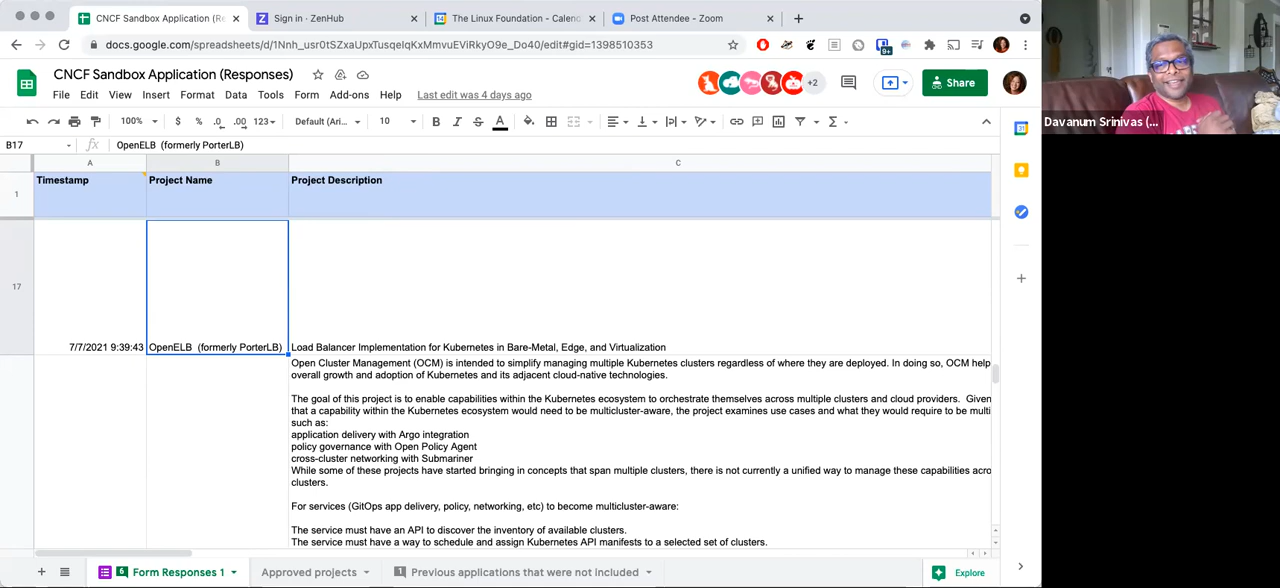 CNCF Sandbox Application (Re
Sign in · ZenHub
The Linux Foundation - Calend
Post Attendee - Zoom
docs.google.com/spreadsheets/d/1Nnh_usr0tSZxaUpxTusqeIqKxMmvuEViRkyO9e_Do40/edit#gid=1398510353
9+
CNCF Sandbox Application (Responses)
+2
Share
File Edit View Insert Format
Form Add-ons Help Last edit was 4 days ago
100% $ % .0 .00 123 Default (Ari... 10 B I S A
B17 fx OpenELB (formerly PorterLB)
A B C
1 Timestamp Project Name Project Description
17
7/7/2021 9:39:43 OpenELB (formerly PorterLB) Load Balancer Implementation for Kubernetes in Bare-Metal, Edge, and Virtualization
Open Cluster Management (OCM) is intended to simplify managing multiple Kubernetes clusters regardless of where they are deployed. In doing so, OCM help
overall growth and adoption of Kubernetes and its adjacent cloud-native technologies.
The goal of this project is to enable capabilities within the Kubernetes ecosystem to orchestrate themselves across multiple clusters and cloud providers. Given
that a capability within the Kubernetes ecosystem would need to be multicluster-aware, the project examines use cases and what they would require to be multi
such as:
application delivery with Argo integration
policy governance with Open Policy Agent
cross-cluster networking with Submariner
While some of these projects have started bringing in concepts that span multiple clusters, there is not currently a unified way to manage these capabilities acro
clusters.
For services (GitOps app delivery, policy, networking, etc) to become multicluster-aware:
The service must have an API to discover the inventory of available clusters.
The service must have a way to schedule and assign Kubernetes API manifests to a selected set of clusters.
6 Form Responses 1 Approved projects 1 Previous applications that were not included
Explore
Davanum Srinivas (...